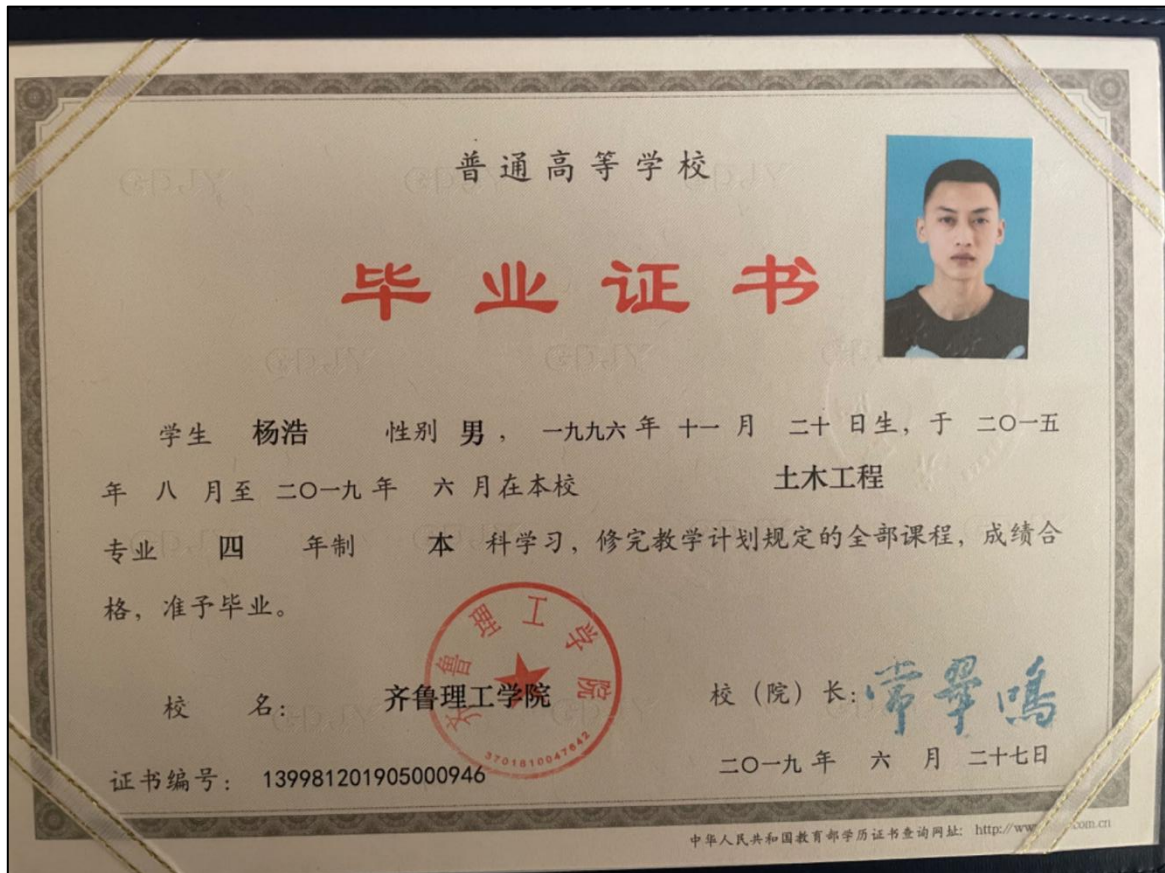 普通高等学校
毕业证书
学生 杨浩 性别 男，一九九六年 十一 月 二十 日生，于 二〇一五
年 八 月至 二〇一九年 六 月在本校 土木工程
专业 四 年制 本 科学习，修完教学计划规定的全部课程，成绩合
格，准予毕业。
齐鲁理工学院
3701810047642
校 名： 齐鲁理工学院 校（院）长：常翠鸣
证书编号： 139981201905000946 二〇一九 年 六 月 二十七日
中华人民共和国教育部学历证书查询网址： http://ww